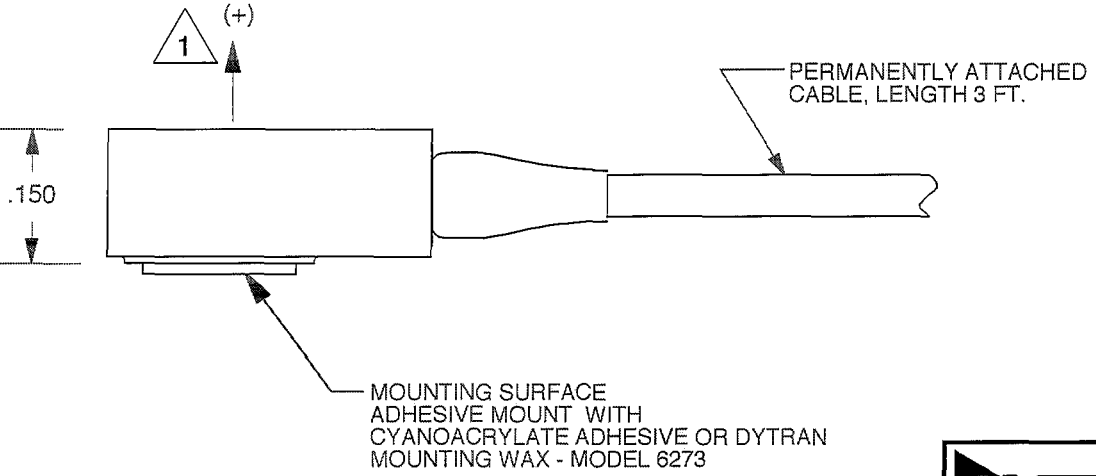 (+)
1
PERMANENTLY ATTACHED
CABLE, LENGTH 3 FT.
.150
MOUNTING SURFACE
ADHESIVE MOUNT WITH
CYANOACRYLATE ADHESIVE OR DYTRAN
MOUNTING WAX - MODEL 6273